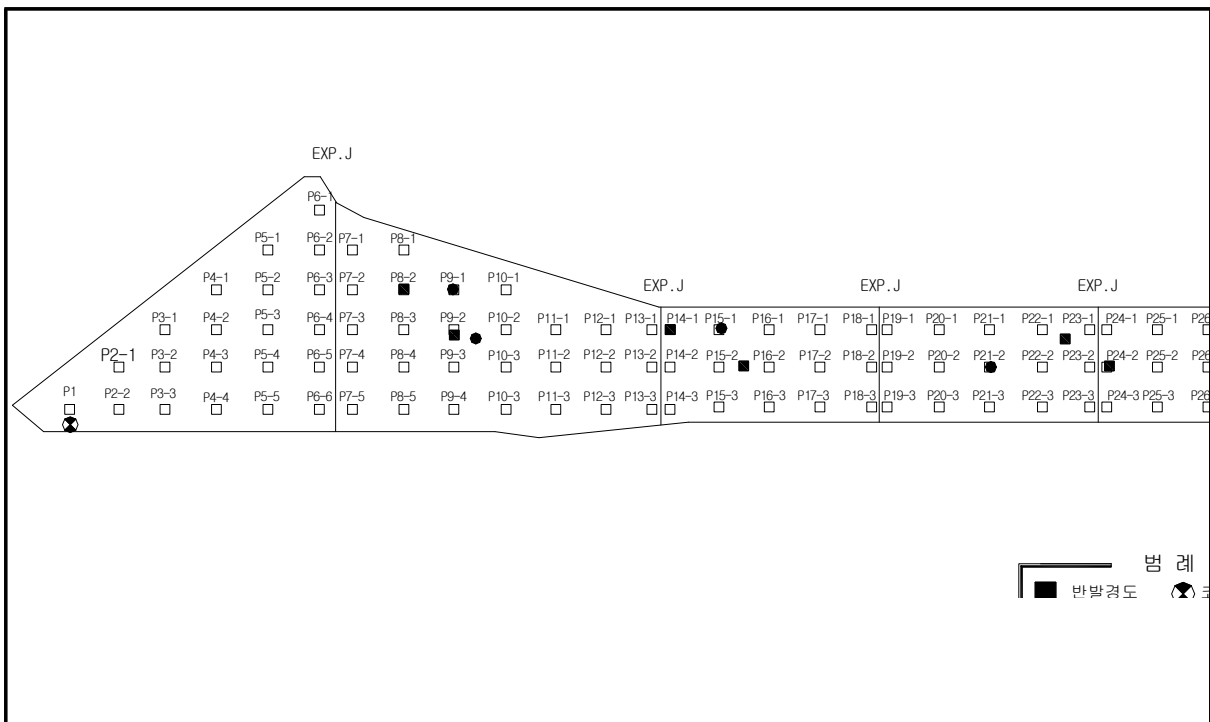 EXP.J
P6-1
P5-1 P6-2 P7-1 P8-1
P4-1 P5-2 P6-3 P7-2 P8-2 P9-1 P10-1 EXP.J EXP.J EXP.J
P3-1 P4-2 P5-3 P6-4 P7-3 P8-3 P9-2 P10-2 P11-1 P12-1 P13-1 P14-1 P15-1 P16-1 P17-1 P18-1 P19-1 P20-1 P21-1 P22-1 P23-1 P24-1 P25-1 P26
P2-1 P3-2 P4-3 P5-4 P6-5 P7-4 P8-4 P9-3 P10-3 P11-2 P12-2 P13-2 P14-2 P15-2 P16-2 P17-2 P18-2 P19-2 P20-2 P21-2 P22-2 P23-2 P24-2 P25-2 P26
P1 P2-2 P3-3 P4-4 P5-5 P6-6 P7-5 P8-5 P9-4 P10-3 P11-3 P12-3 P13-3 P14-3 P15-3 P16-3 P17-3 P18-3 P19-3 P20-3 P21-3 P22-3 P23-3 P24-3 P25-3 P26
범 례
반발경도